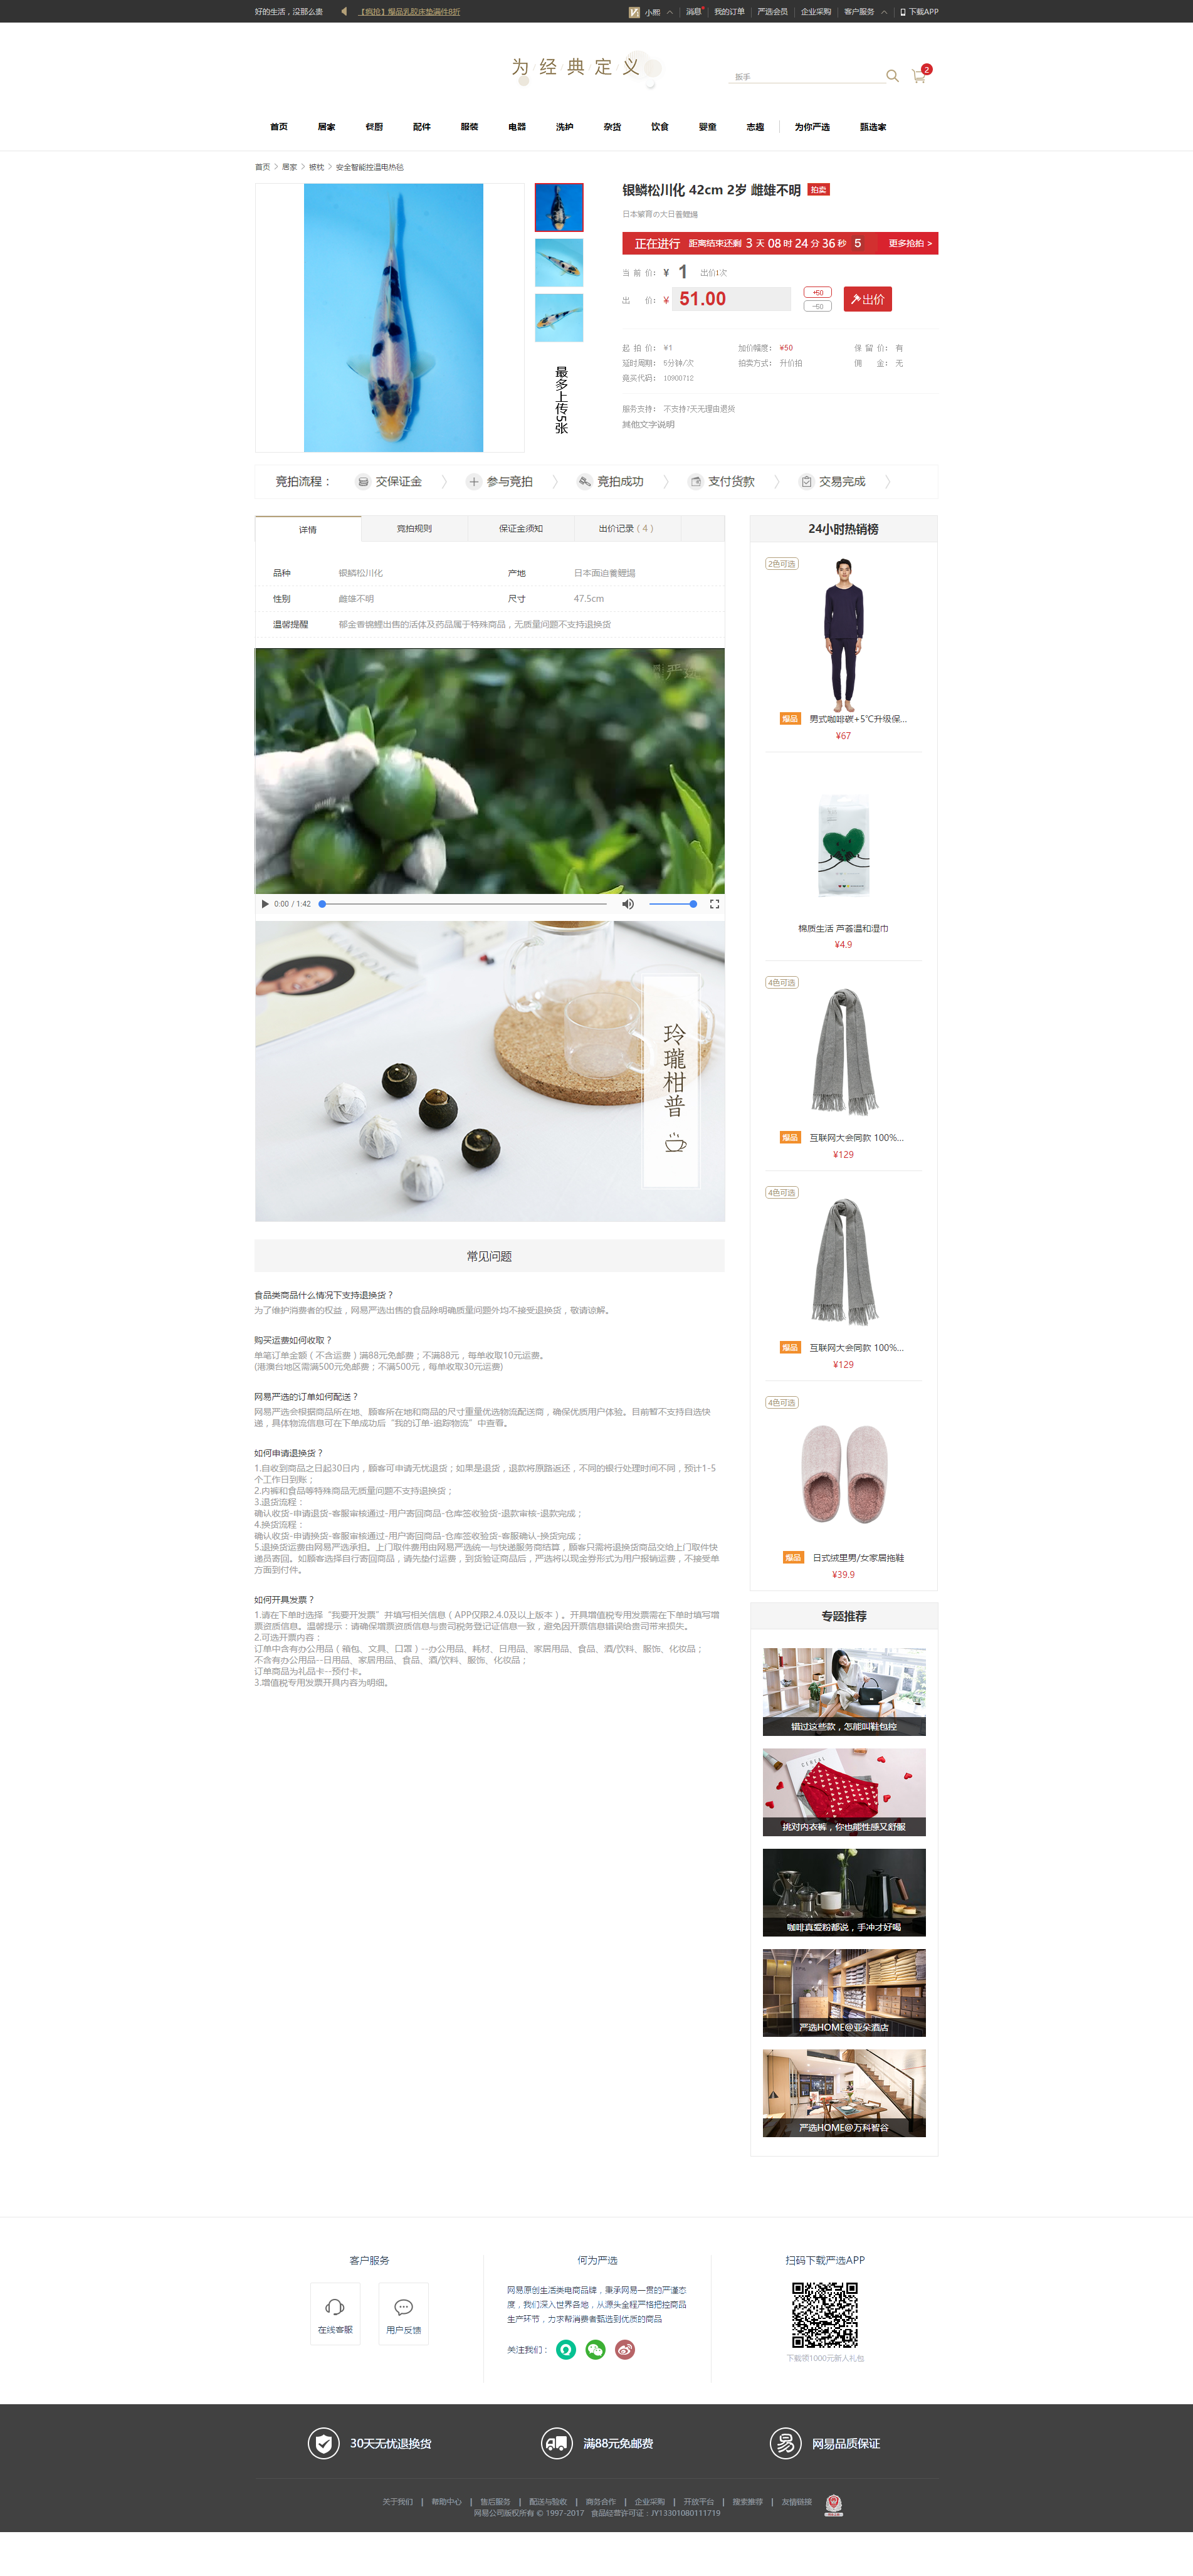 好的生活，没那么贵 【疯抢】爆品乳胶床垫满件8折 小熊 消息 我的订单 严选会员 企业采购 客户服务 下载APP
为经典定义
扳手 2
首页 居家 餐厨 配件 服装 电器 洗护 杂货 饮食 婴童 志趣 为你严选 甄选家
首页 > 居家 > 被枕 > 安全智能控温电热毯
银鳞松川化 42cm 2岁 雌雄不明 拍卖
正在进行 距离结束还剩 3 天 08 时 24 分 36 秒 5 更多抢拍 >
当前价： ¥ 1 出价1次
出价： ¥ 51.00 +50 -50 出价
起拍价： ¥1 加价幅度： ¥50 保留价： 有
延时周期： 5分钟/次 拍卖方式： 升价拍 佣金： 无
竞买代码： 10900712
服务支持： 不支持7天无理由退货
其他文字说明
最多上传5张
竞拍流程： 交保证金 参与竞拍 竞拍成功 支付货款 交易完成
详情 竞拍规则 保证金须知 出价记录（4）
品种 银鳞松川化 产地
性别 雌雄不明 尺寸 47.5cm
温馨提醒 郁金香锦鲤出售的活体及药品属于特殊商品，无质量问题不支持退换货
0:00 / 1:42
玲瓏柑普
常见问题
食品类商品什么情况下支持退换货？
为了维护消费者的权益，网易严选出售的食品除明确质量问题外均不接受退换货，敬请谅解。
购买运费如何收取？
单笔订单金额（不含运费）满88元免邮费；不满88元，每单收取10元运费。
(港澳台地区需满500元免邮费；不满500元，每单收取30元运费)
网易严选的订单如何配送？
网易严选会根据商品所在地、顾客所在地和商品的尺寸重量优选物流配送商，确保优质用户体验。目前暂不支持自选快
递，具体物流信息可在下单成功后“我的订单-追踪物流”中查看。
如何申请退换货？
1.自收到商品之日起30日内，顾客可申请无忧退货；如果是退货，退款将原路返还，不同的银行处理时间不同，预计1-5
个工作日到账；
2.内裤和食品等特殊商品无质量问题不支持退换货；
3.退货流程：
确认收货-申请退货-客服审核通过-用户寄回商品-仓库签收验货-退款审核-退款完成；
4.换货流程：
确认收货-申请换货-客服审核通过-用户寄回商品-仓库签收验货-客服确认-换货完成；
5.退换货运费由网易严选承担。上门取件费用由网易严选统一与快递服务商结算，顾客只需将退换货商品交给上门取件快
递员寄回。如顾客选择自行寄回商品，请先垫付运费，到货验证商品后，严选将以现金券形式为用户报销运费，不接受单
方面到付件。
如何开具发票？
1.请在下单时选择“我要开发票”并填写相关信息（APP仅限2.4.0及以上版本）。开具增值税专用发票需在下单时填写增
票资质信息。温馨提示：请确保增票资质信息与贵司税务登记证信息一致，避免因开票信息错误给贵司带来损失。
2.可选开票内容：
订单中含有办公用品（箱包、文具、口罩）--办公用品、耗材、日用品、家居用品、食品、酒/饮料、服饰、化妆品；
不含有办公用品--日用品、家居用品、食品、酒/饮料、服饰、化妆品；
订单商品为礼品卡--预付卡。
3.增值税专用发票开具内容为明细。
24小时热销榜
2色可选
爆品 男式咖啡碳+5℃升级保...
¥67
棉质生活 芦荟温和湿巾
¥4.9
4色可选
爆品 互联网大会同款 100%...
¥129
4色可选
爆品 互联网大会同款 100%...
¥129
4色可选
爆品 日式绒里男/女家居拖鞋
¥39.9
专题推荐
错过这些款，怎能叫鞋包控
挑对内衣裤，你也能性感又舒服
咖啡真爱粉都说，手冲才好喝
严选HOME@亚朵酒店
严选HOME@万科智谷
客户服务
在线客服 用户反馈
何为严选
网易原创生活类电商品牌，秉承网易一贯的严谨态
度，我们深入世界各地，从源头全程严格把控商品
生产环节，力求帮消费者甄选到优质的商品
关注我们：
扫码下载严选APP
下载领1000元新人礼包
30天无忧退换货 满88元免邮费 易 网易品质保证
关于我们 | 帮助中心 | 售后服务 | 配送与验收 | 商务合作 | 企业采购 | 开放平台 | 搜索推荐 | 友情链接
网易公司版权所有 © 1997-2017 食品经营许可证：JY13301080111719